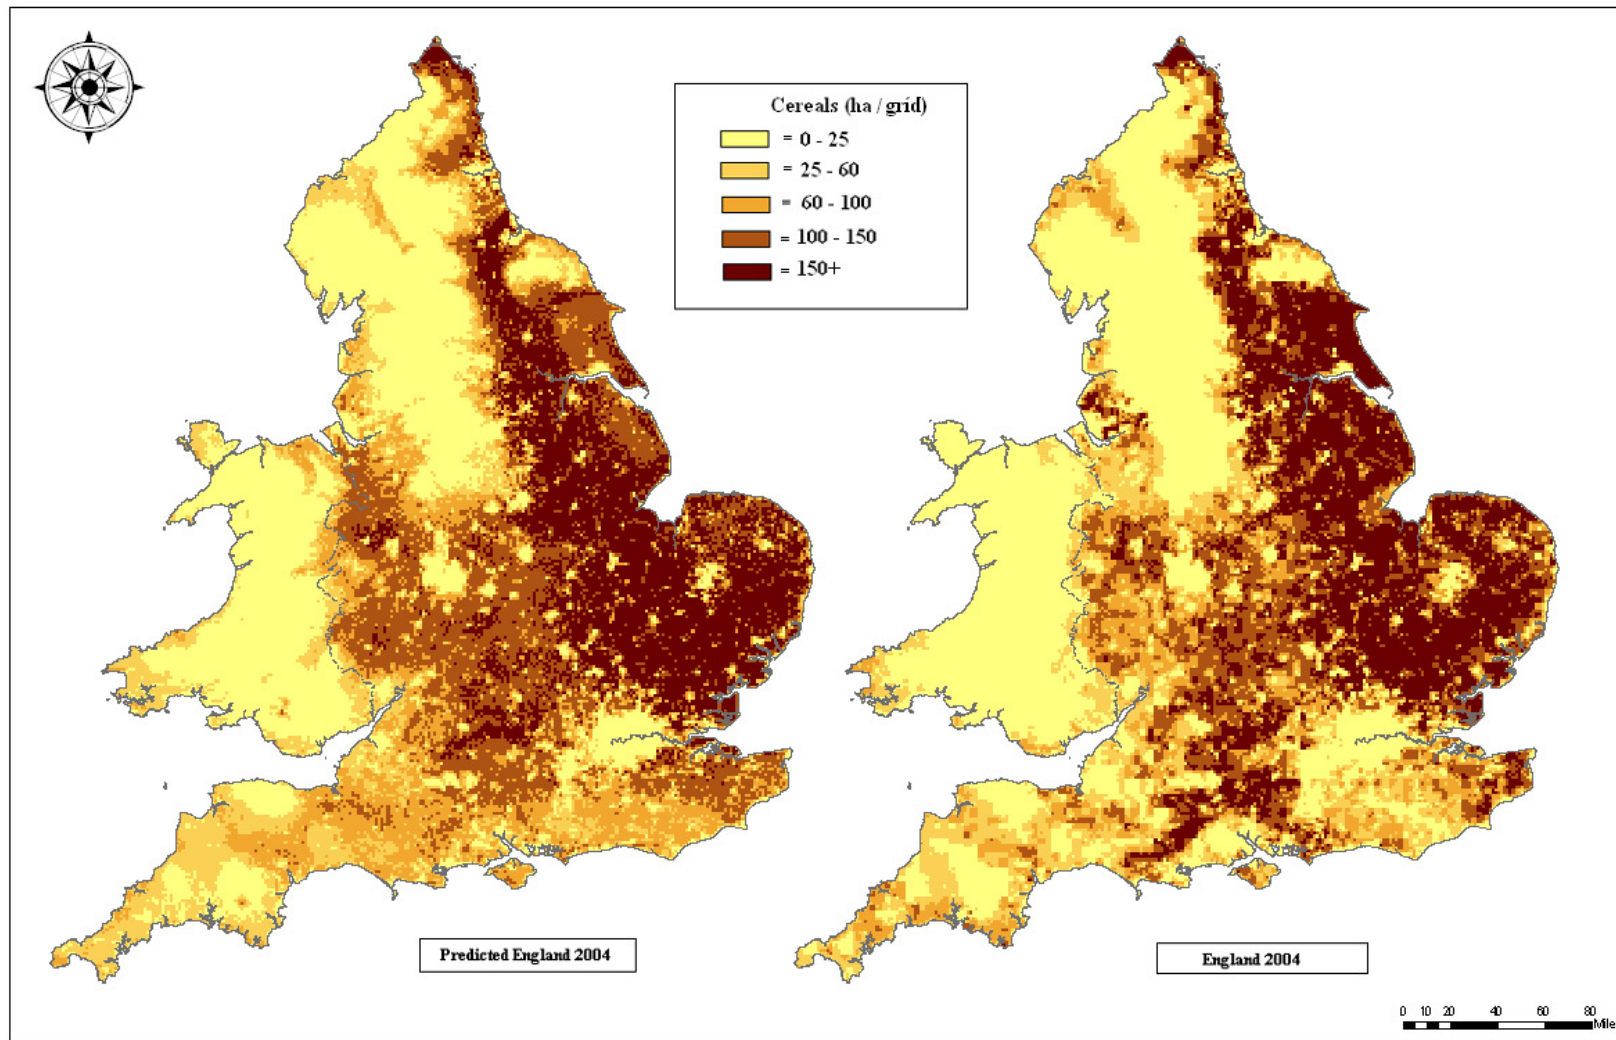 Cereals (ha / grid)
= 0 - 25
= 25 - 60
= 60 - 100
= 100 - 150
= 150+
Predicted England 2004
England 2004
0 10 20 40 60 80
Mile